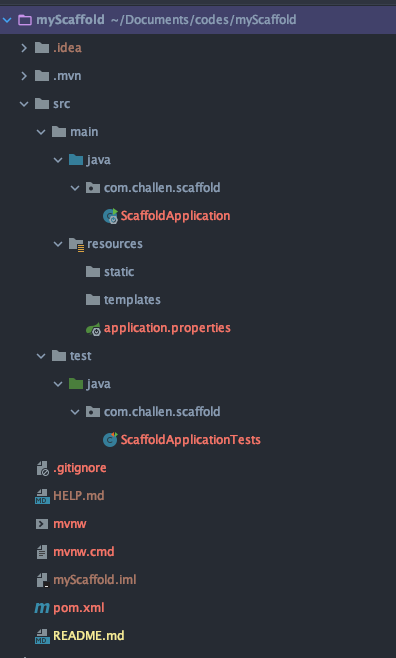 myScaffold ~/Documents/codes/myScaffold
.idea
.mvn
src
main
java
com.challen.scaffold
ScaffoldApplication
resources
static
templates
application.properties
test
java
com.challen.scaffold
ScaffoldApplicationTests
.gitignore
HELP.md
mvnw
mvnw.cmd
myScaffold.iml
pom.xml
README.md